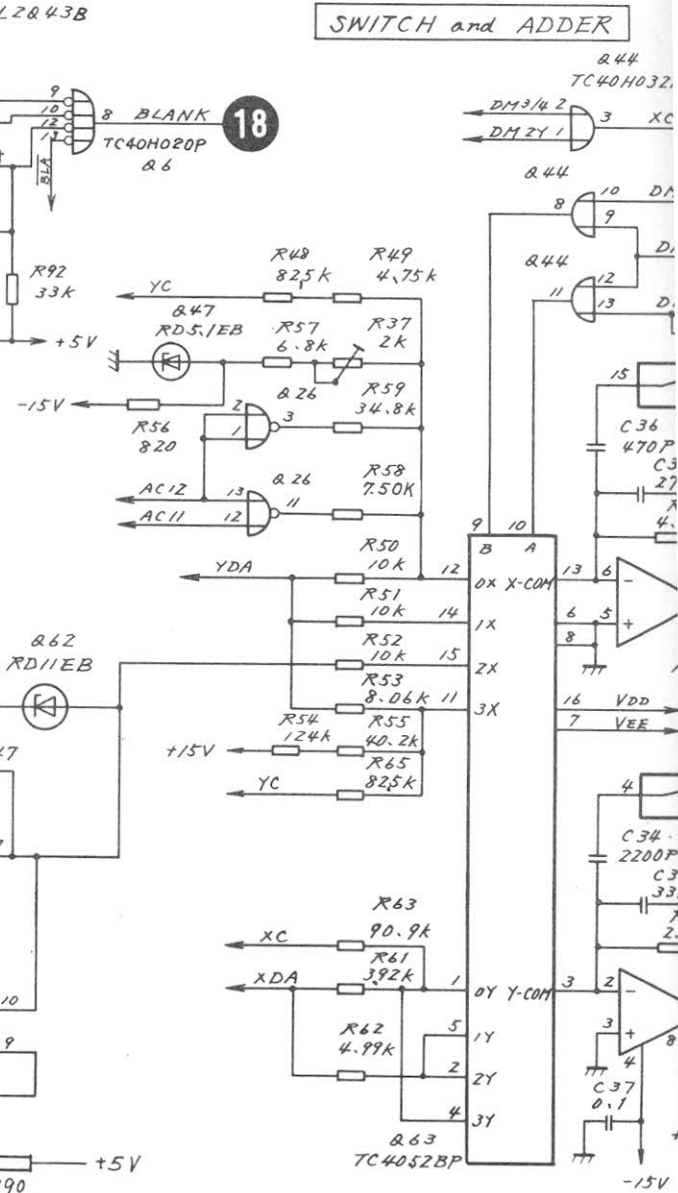 SWITCH and ADDER
Q44
9
10
12
8
BLANK
18
TC40H020P
Q6
BLA
DM3/4 2
DM2Y 1
3
XC
Q44
8
10
9
Q44
11
12
13
R92
33K
+5V
R48
825k
R49
4.75k
YC
Q47
RD5.1EB
R57
6.8k
R37
2k
-15V
R56
820
Q26
2
1
3
R59
34.8k
15
C36
Q26
AC12
13
AC11
12
11
R58
7.50K
9
10
B
A
YDA
R50
10k
12
0X
X-COM
13
6
-
R51
10k
14
1X
6
5
+
8
Q62
RD11EB
R52
10k
15
2X
R53
8.06k
11
3X
16
VDD
7
VEE
+15V
R54
124k
R55
40.2k
R65
825k
YC
4
C34
2200P
R63
90.9k
XC
R61
392k
XDA
1
0Y
Y-COM
3
2
-
5
1Y
R62
4.99k
2
2Y
3
+
4
8
4
3Y
10
9
C37
0.1
Q63
TC4052BP
+5V
-15V